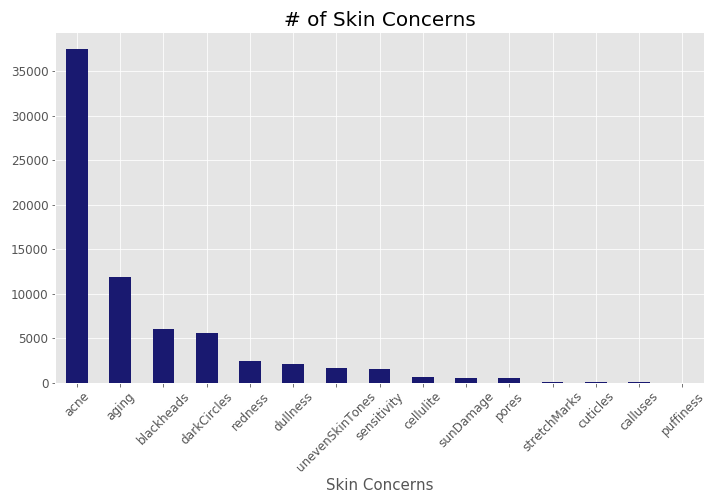 # of Skin Concerns
35000
30000
25000
20000
15000
10000
5000
0
acne
aging
blackheads
darkCircles
redness
dullness
unevenSkinTones
sensitivity
cellulite
sunDamage
pores
stretchMarks
cuticles
calluses
puffiness
Skin Concerns